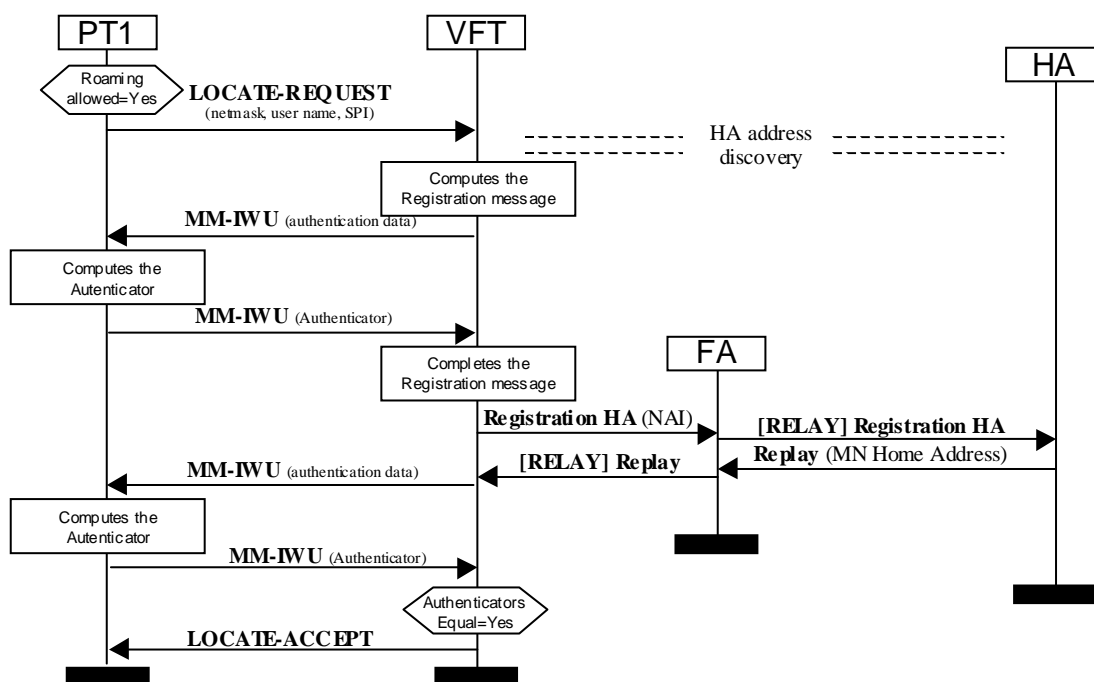 PT1
VFT
HA
Roaming
allowed=Yes
LOCATE-REQUEST
(netmask, user name, SPI)
HA address
discovery
Computes the
Registration message
MM-IWU (authentication data)
Computes the
Autenticator
MM-IWU (Authenticator)
FA
Completes the
Registration message
Registration HA (NAI)
[RELAY] Registration HA
Replay (MN Home Address)
[RELAY] Replay
MM-IWU (authentication data)
Computes the
Autenticator
MM-IWU (Authenticator)
Authenticators
Equal=Yes
LOCATE-ACCEPT